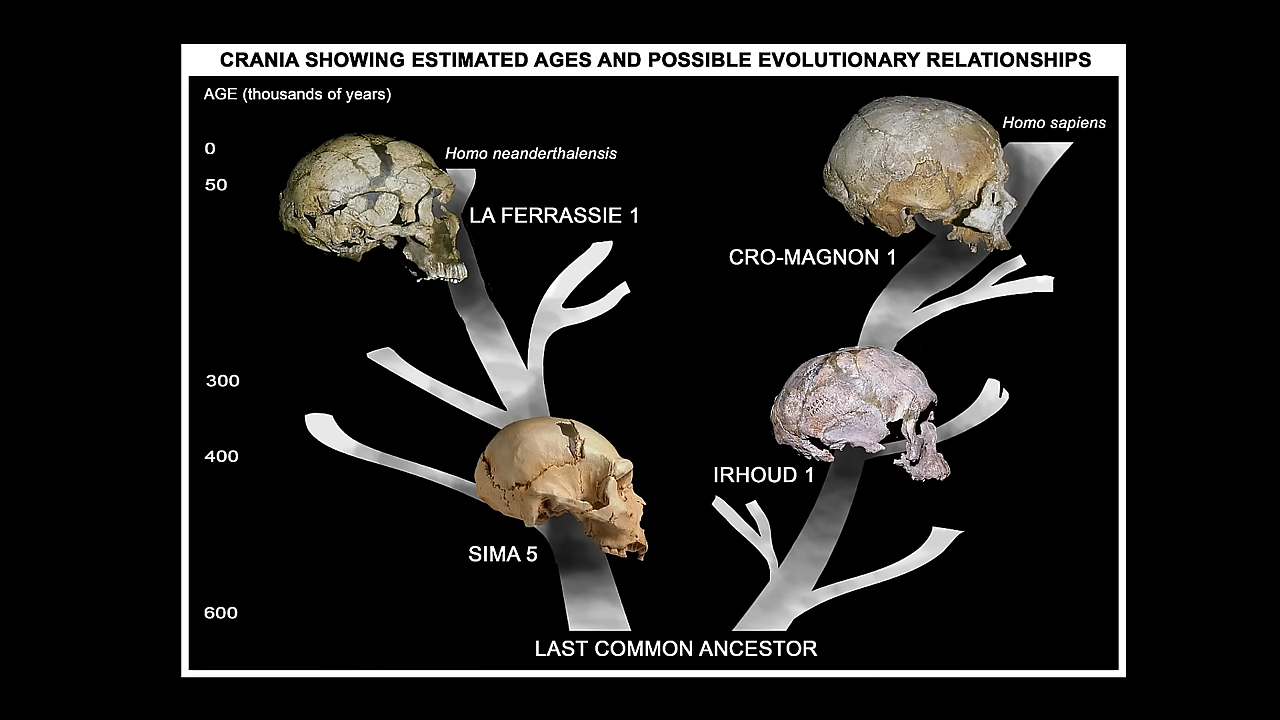 CRANIA SHOWING ESTIMATED AGES AND POSSIBLE EVOLUTIONARY RELATIONSHIPS
AGE (thousands of years)
Homo sapiens
0
Homo neanderthalensis
50
LA FERRASSIE 1
CRO-MAGNON 1
300
400
IRHOUD 1
SIMA 5
600
LAST COMMON ANCESTOR